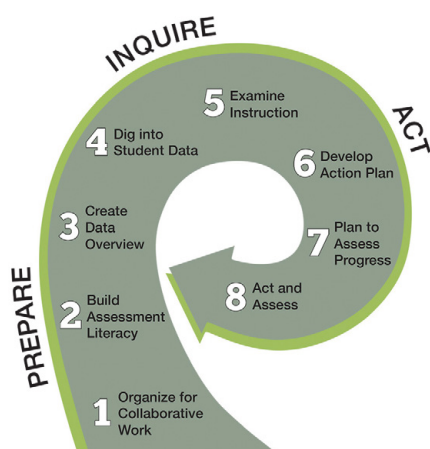 PREPARE
1 Organize for
Collaborative
Work
2 Build
Assessment
Literacy
INQUIRE
3 Create
Data
Overview
4 Dig into
Student Data
5 Examine
Instruction
ACT
6 Develop
Action Plan
7 Plan to
Assess
Progress
8 Act and
Assess